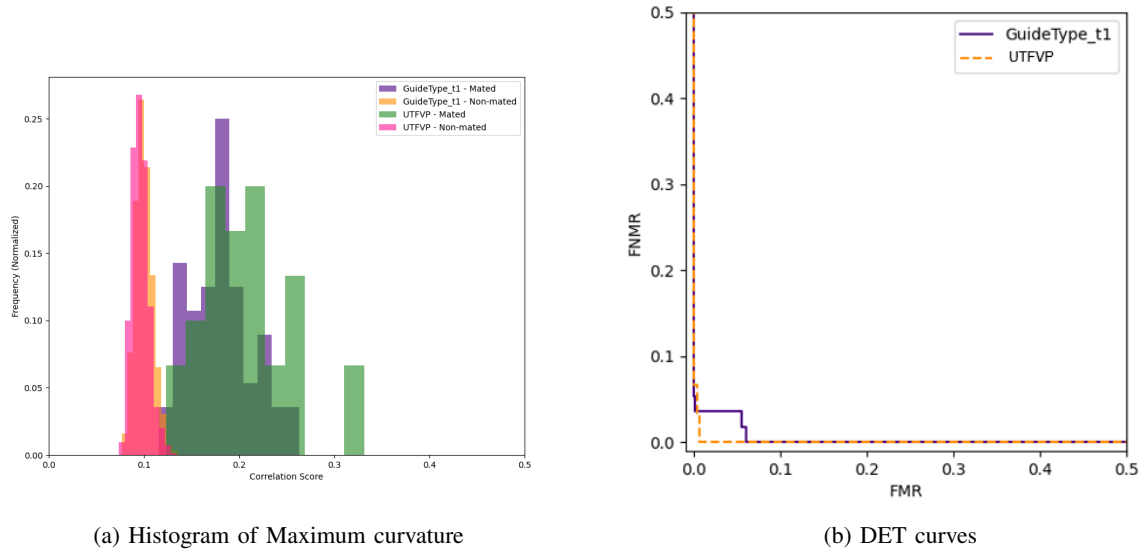 GuideType_t1 - Mated
GuideType_t1 - Non-mated
UTFVP - Mated
UTFVP - Non-mated
Frequency (Normalized)
0.25
0.20
0.15
0.10
0.05
0.00
0.0 0.1 0.2 0.3 0.4 0.5
Correlation Score
(a) Histogram of Maximum curvature
GuideType_t1
UTFVP
FNMR
0.5
0.4
0.3
0.2
0.1
0.0
0.0 0.1 0.2 0.3 0.4 0.5
FMR
(b) DET curves